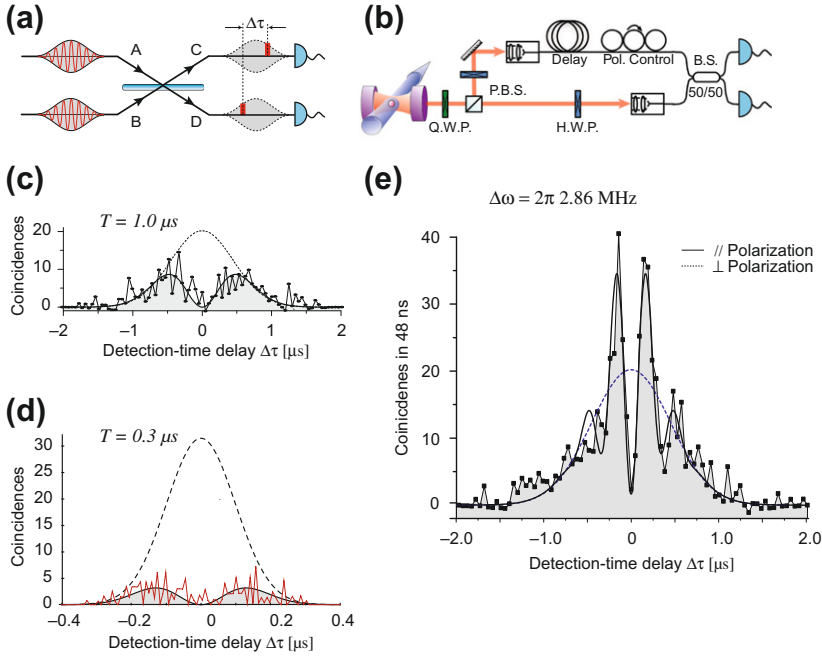 (a)
Δτ
A
C
B
D
(b)
Delay
Pol. Control
B.S.
P.B.S.
50/50
Q.W.P.
H.W.P.
(c)
T = 1.0 µs
Coincidences
20
10
0
−2
−1
0
1
2
Detection-time delay Δτ [µs]
(d)
T = 0.3 µs
Coincidences
30
25
20
15
10
5
0
−0.4
−0.2
0
0.2
0.4
Detection-time delay Δτ [µs]
(e)
Δω = 2π 2.86 MHz
// Polarization
⊥ Polarization
Coinicdenes in 48 ns
40
30
20
10
0
-2.0
-1.0
0
1.0
2.0
Detection-time delay Δτ [µs]